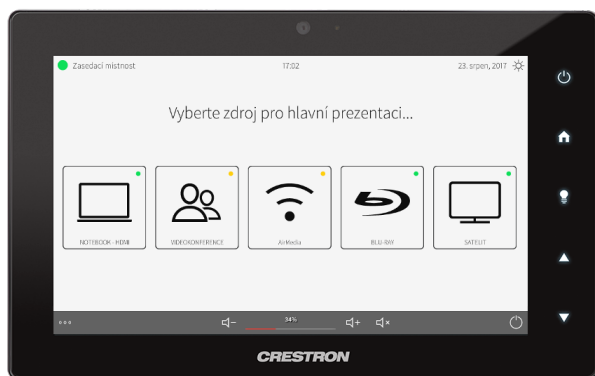 Zasedací místnost 17:02 23. srpen, 2017
Vyberte zdroj pro hlavní prezentaci...
NOTEBOOK - HDMI VIDEOKONFERENCE AirMedia BLU-RAY SATELIT
34%
CRESTRON